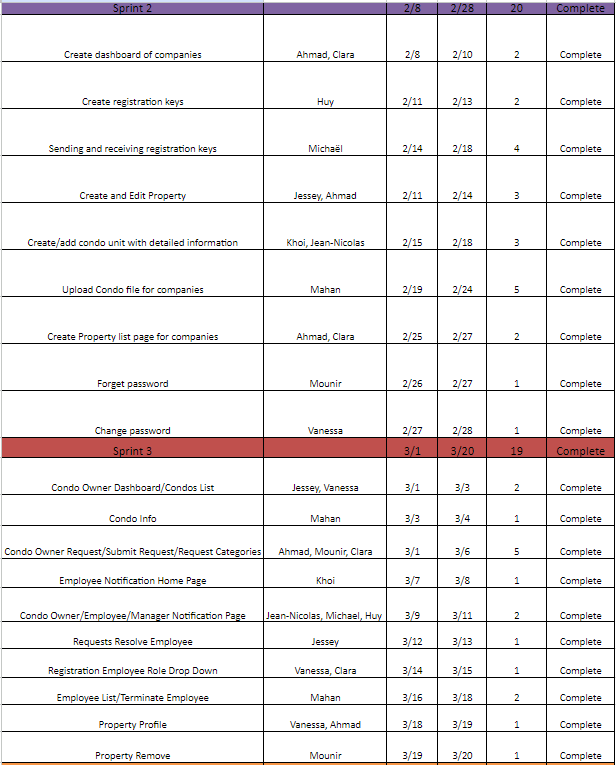 Sprint 2 2/8 2/28 20 Complete
Create dashboard of companies Ahmad, Clara 2/8 2/10 2 Complete
Create registration keys Huy 2/11 2/13 2 Complete
Sending and receiving registration keys Michaël 2/14 2/18 4 Complete
Create and Edit Property Jessey, Ahmad 2/11 2/14 3 Complete
Create/add condo unit with detailed information Khoi, Jean-Nicolas 2/15 2/18 3 Complete
Upload Condo file for companies Mahan 2/19 2/24 5 Complete
Create Property list page for companies Ahmad, Clara 2/25 2/27 2 Complete
Forget password Mounir 2/26 2/27 1 Complete
Change password Vanessa 2/27 2/28 1 Complete
Sprint 3 3/1 3/20 19 Complete
Condo Owner Dashboard/Condos List Jessey, Vanessa 3/1 3/3 2 Complete
Condo Info Mahan 3/3 3/4 1 Complete
Condo Owner Request/Submit Request/Request Categories Ahmad, Mounir, Clara 3/1 3/6 5 Complete
Employee Notification Home Page Khoi 3/7 3/8 1 Complete
Condo Owner/Employee/Manager Notification Page Jean-Nicolas, Michael, Huy 3/9 3/11 2 Complete
Requests Resolve Employee Jessey 3/12 3/13 1 Complete
Registration Employee Role Drop Down Vanessa, Clara 3/14 3/15 1 Complete
Employee List/Terminate Employee Mahan 3/16 3/18 2 Complete
Property Profile Vanessa, Ahmad 3/18 3/19 1 Complete
Property Remove Mounir 3/19 3/20 1 Complete